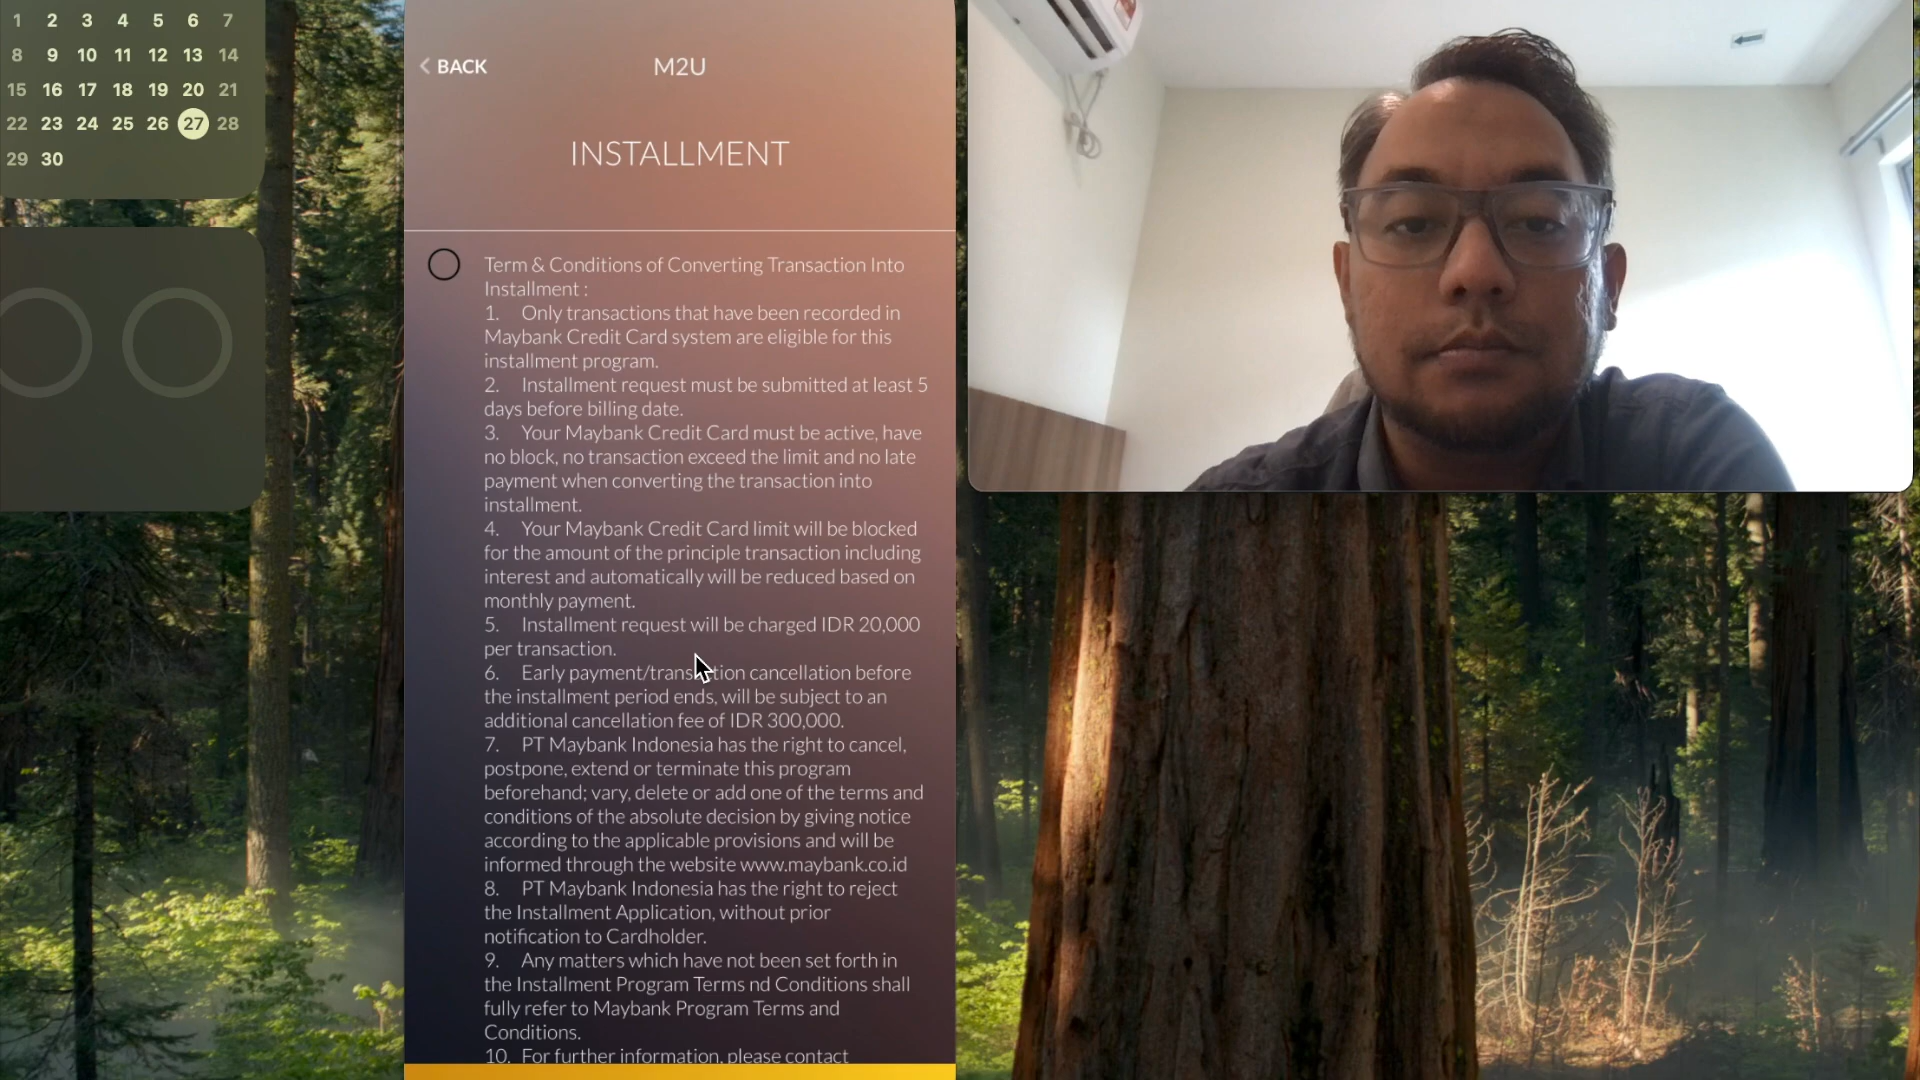 1 2 3 4 5 6 7
8 9 10 11 12 13 14
15 16 17 18 19 20 21
22 23 24 25 26 27 28
29 30
BACK
M2U
INSTALLMENT
Term & Conditions of Converting Transaction Into
Installment :
1. Only transactions that have been recorded in
Maybank Credit Card system are eligible for this
installment program.
2. Installment request must be submitted at least 5
days before billing date.
3. Your Maybank Credit Card must be active, have
no block, no transaction exceed the limit and no late
payment when converting the transaction into
installment.
4. Your Maybank Credit Card limit will be blocked
for the amount of the principle transaction including
interest and automatically will be reduced based on
monthly payment.
5. Installment request will be charged IDR 20,000
per transaction.
6. Early payment/transaction cancellation before
the installment period ends, will be subject to an
additional cancellation fee of IDR 300,000.
7. PT Maybank Indonesia has the right to cancel,
postpone, extend or terminate this program
beforehand; vary, delete or add one of the terms and
conditions of the absolute decision by giving notice
according to the applicable provisions and will be
informed through the website www.maybank.co.id
8. PT Maybank Indonesia has the right to reject
the Installment Application, without prior
notification to Cardholder.
9. Any matters which have not been set forth in
the Installment Program Terms nd Conditions shall
fully refer to Maybank Program Terms and
Conditions.
10. For further information, please contact